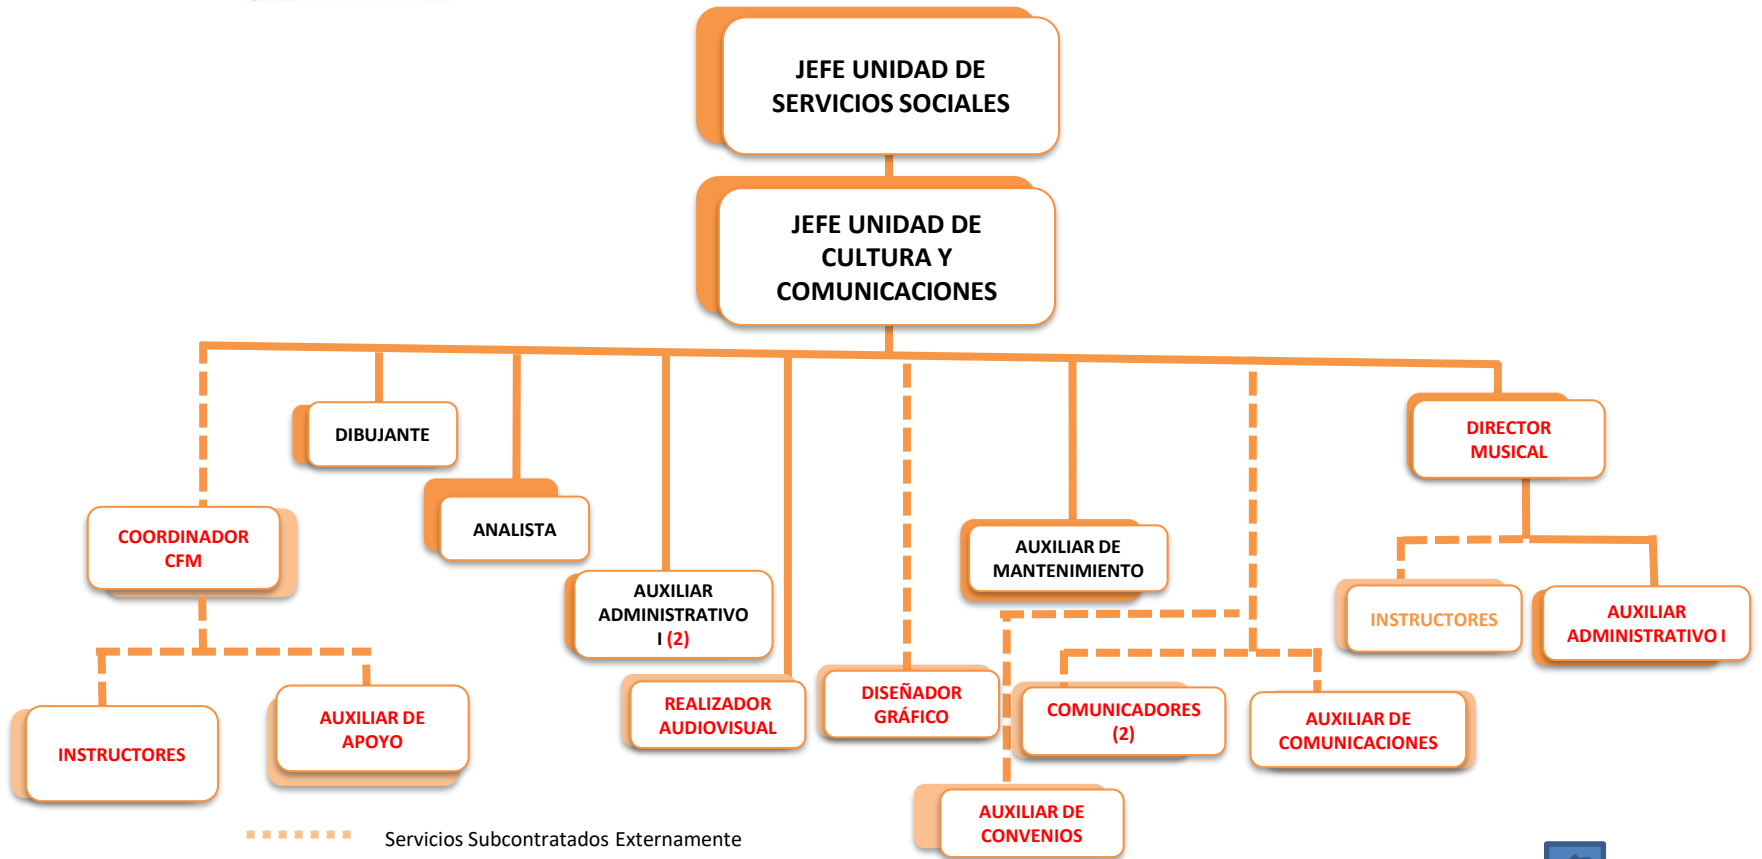 JEFE UNIDAD DE
SERVICIOS SOCIALES
JEFE UNIDAD DE
CULTURA Y
COMUNICACIONES
DIBUJANTE
DIRECTOR
MUSICAL
ANALISTA
COORDINADOR
CFM
AUXILIAR DE
MANTENIMIENTO
AUXILIAR
ADMINISTRATIVO
I (2)
INSTRUCTORES
AUXILIAR
ADMINISTRATIVO I
REALIZADOR
AUDIOVISUAL
DISEÑADOR
GRÁFICO
COMUNICADORES
(2)
AUXILIAR DE
COMUNICACIONES
INSTRUCTORES
AUXILIAR DE
APOYO
AUXILIAR DE
CONVENIOS
Servicios Subcontratados Externamente